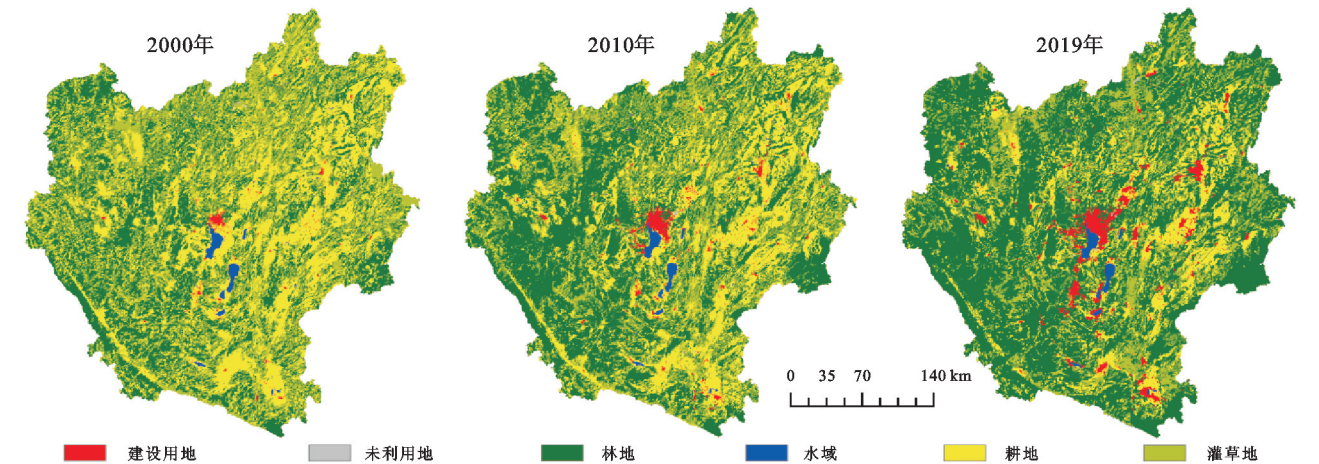 2000年
2010年
2019年
0 35 70 140 km
建设用地 未利用地 林地 水域 耕地 灌草地